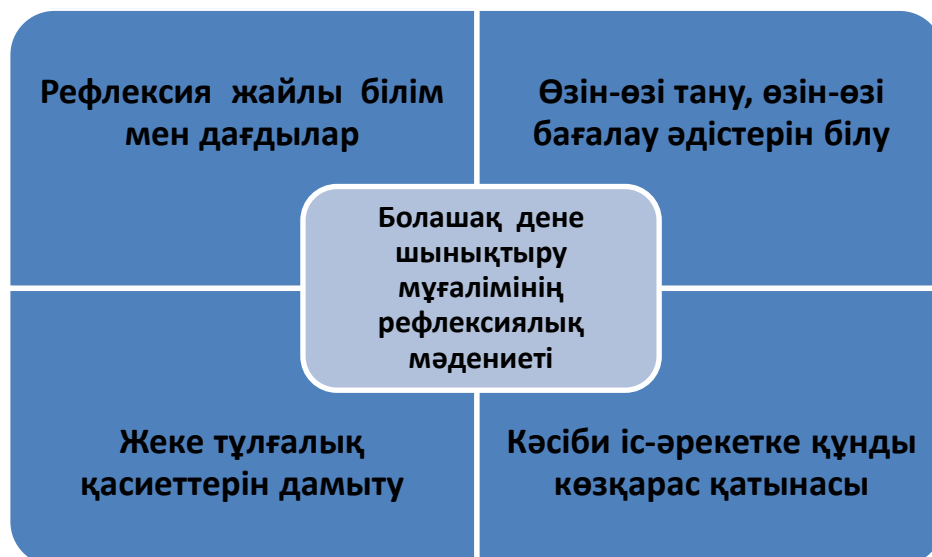 Рефлексия жайлы білім
мен дағдылар
Өзін-өзі тану, өзін-өзі
бағалау әдістерін білу
Болашақ дене
шынықтыру
мұғалімінің
рефлексиялық
мәдениеті
Жеке тұлғалық
қасиеттерін дамыту
Кәсіби іс-әрекетке құнды
көзқарас қатынасы